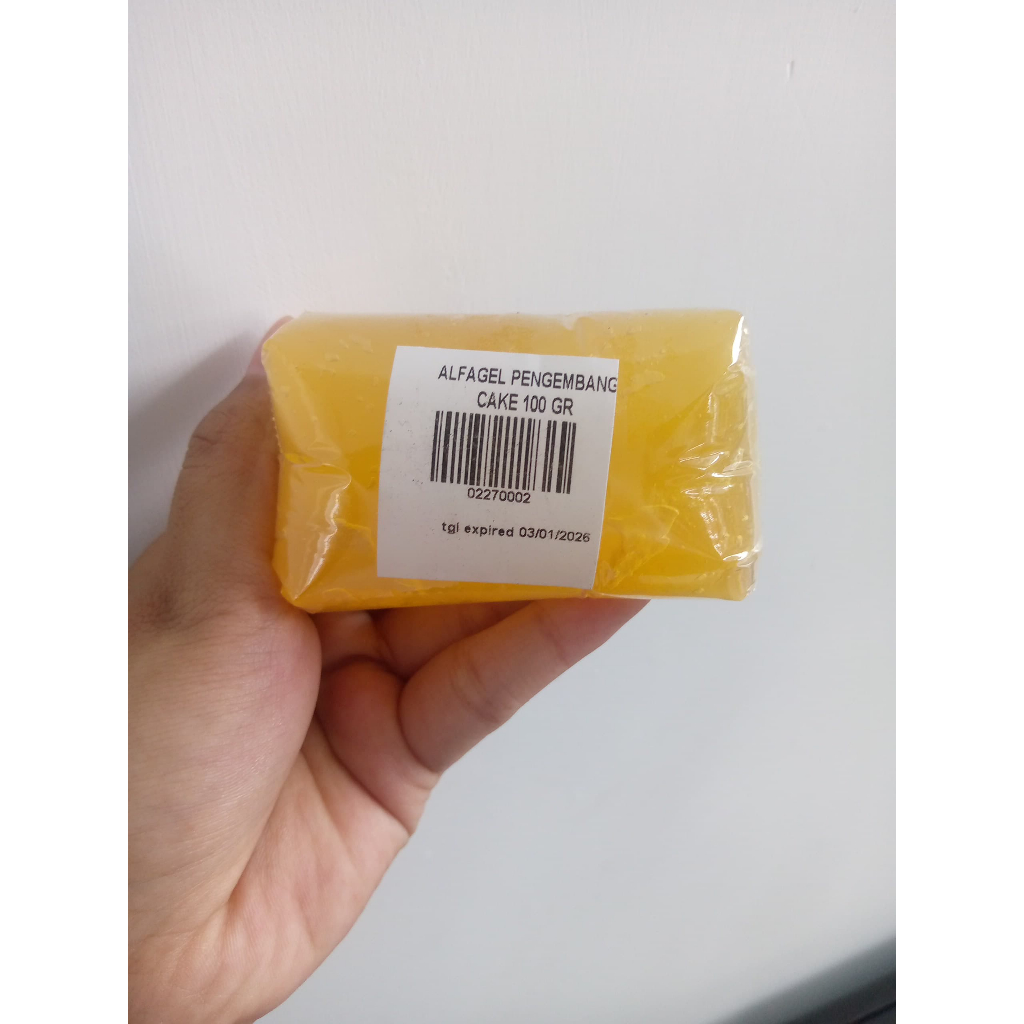 ALFAGEL PENGEMBANG
CAKE 100 GR
02270002
tgl expired 03/01/2026